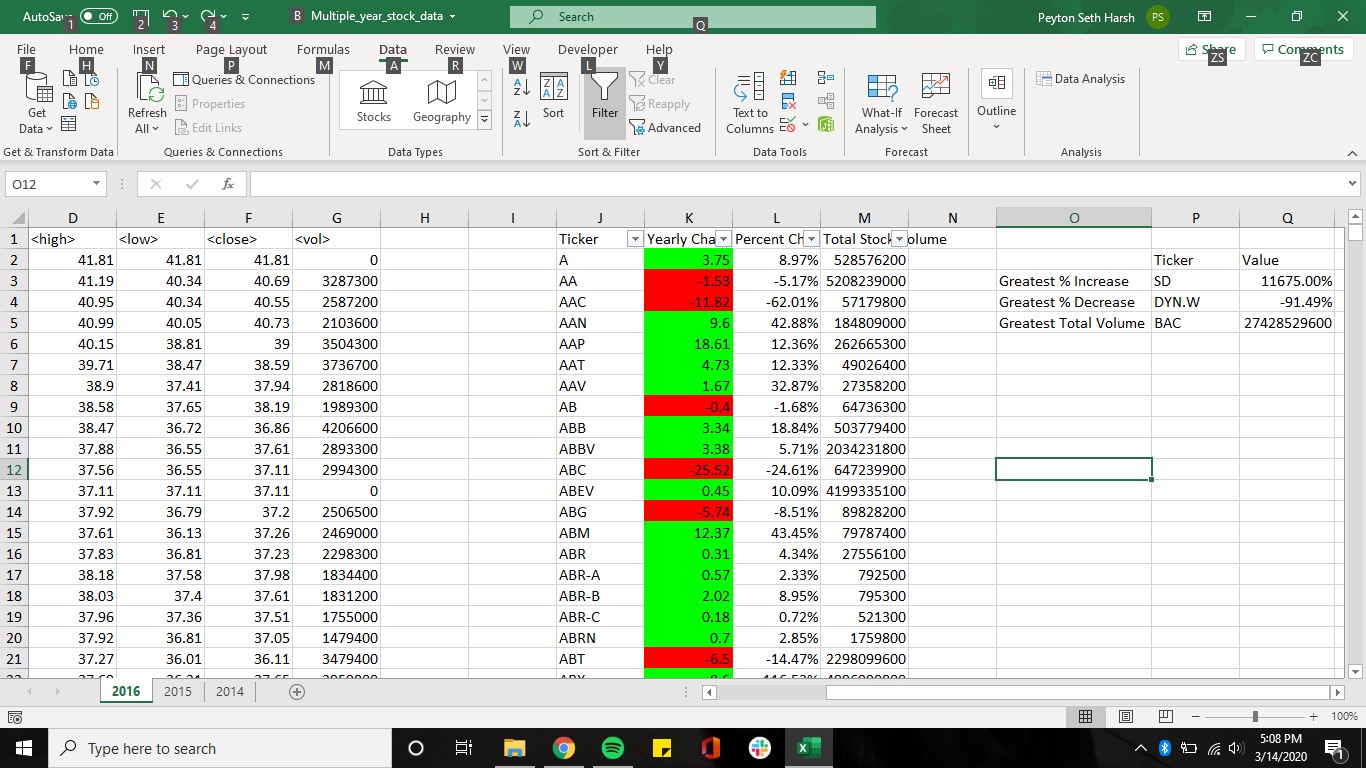 AutoSave Off B Multiple_year_stock_data Search Peyton Seth Harsh PS
1 2 3 4 Q
File Home Insert Page Layout Formulas Data Review View Developer Help Share Comments
F H N P M A R W L Y ZS ZC
Get Data
Refresh All
Queries & Connections
Properties
Edit Links
Stocks Geography
Sort
Filter
Clear
Reapply
Advanced
Text to Columns
What-If Analysis
Forecast Sheet
Outline
Data Analysis
Get & Transform Data Queries & Connections Data Types Sort & Filter Data Tools Forecast Analysis
O12 fx
D E F G H I J K L M N O P Q
1 <high> <low> <close> <vol> Ticker Yearly Cha Percent Ch Total Stock olume
2 41.81 41.81 41.81 0 A 3.75 8.97% 528576200 Ticker Value
3 41.19 40.34 40.69 3287300 AA -1.53 -5.17% 5208239000 Greatest % Increase SD 11675.00%
4 40.95 40.34 40.55 2587200 AAC -11.82 -62.01% 57179800 Greatest % Decrease DYN.W -91.49%
5 40.99 40.05 40.73 2103600 AAN 9.6 42.88% 184809000 Greatest Total Volume BAC 27428529600
6 40.15 38.81 39 3504300 AAP 18.61 12.36% 262665300
7 39.71 38.47 38.59 3736700 AAT 4.73 12.33% 49026400
8 38.9 37.41 37.94 2818600 AAV 1.67 32.87% 27358200
9 38.58 37.65 38.19 1989300 AB -0.4 -1.68% 64736300
10 38.47 36.72 36.86 4206600 ABB 3.34 18.84% 503779400
11 37.88 36.55 37.61 2893300 ABBV 3.38 5.71% 2034231800
12 37.56 36.55 37.11 2994300 ABC -25.52 -24.61% 647239900
13 37.11 37.11 37.11 0 ABEV 0.45 10.09% 4199335100
14 37.92 36.79 37.2 2506500 ABG -5.74 -8.51% 89828200
15 37.61 36.13 37.26 2469000 ABM 12.37 43.45% 79787400
16 37.83 36.81 37.23 2298300 ABR 0.31 4.34% 27556100
17 38.18 37.58 37.98 1834400 ABR-A 0.57 2.33% 792500
18 38.03 37.4 37.61 1831200 ABR-B 2.02 8.95% 795300
19 37.96 37.36 37.51 1755000 ABR-C 0.18 0.72% 521300
20 37.92 36.81 37.05 1479400 ABRN 0.7 2.85% 1759800
21 37.27 36.01 36.11 3479400 ABT -6.5 -14.47% 2298099600
2016 2015 2014
100%
Type here to search
5:08 PM
3/14/2020
1